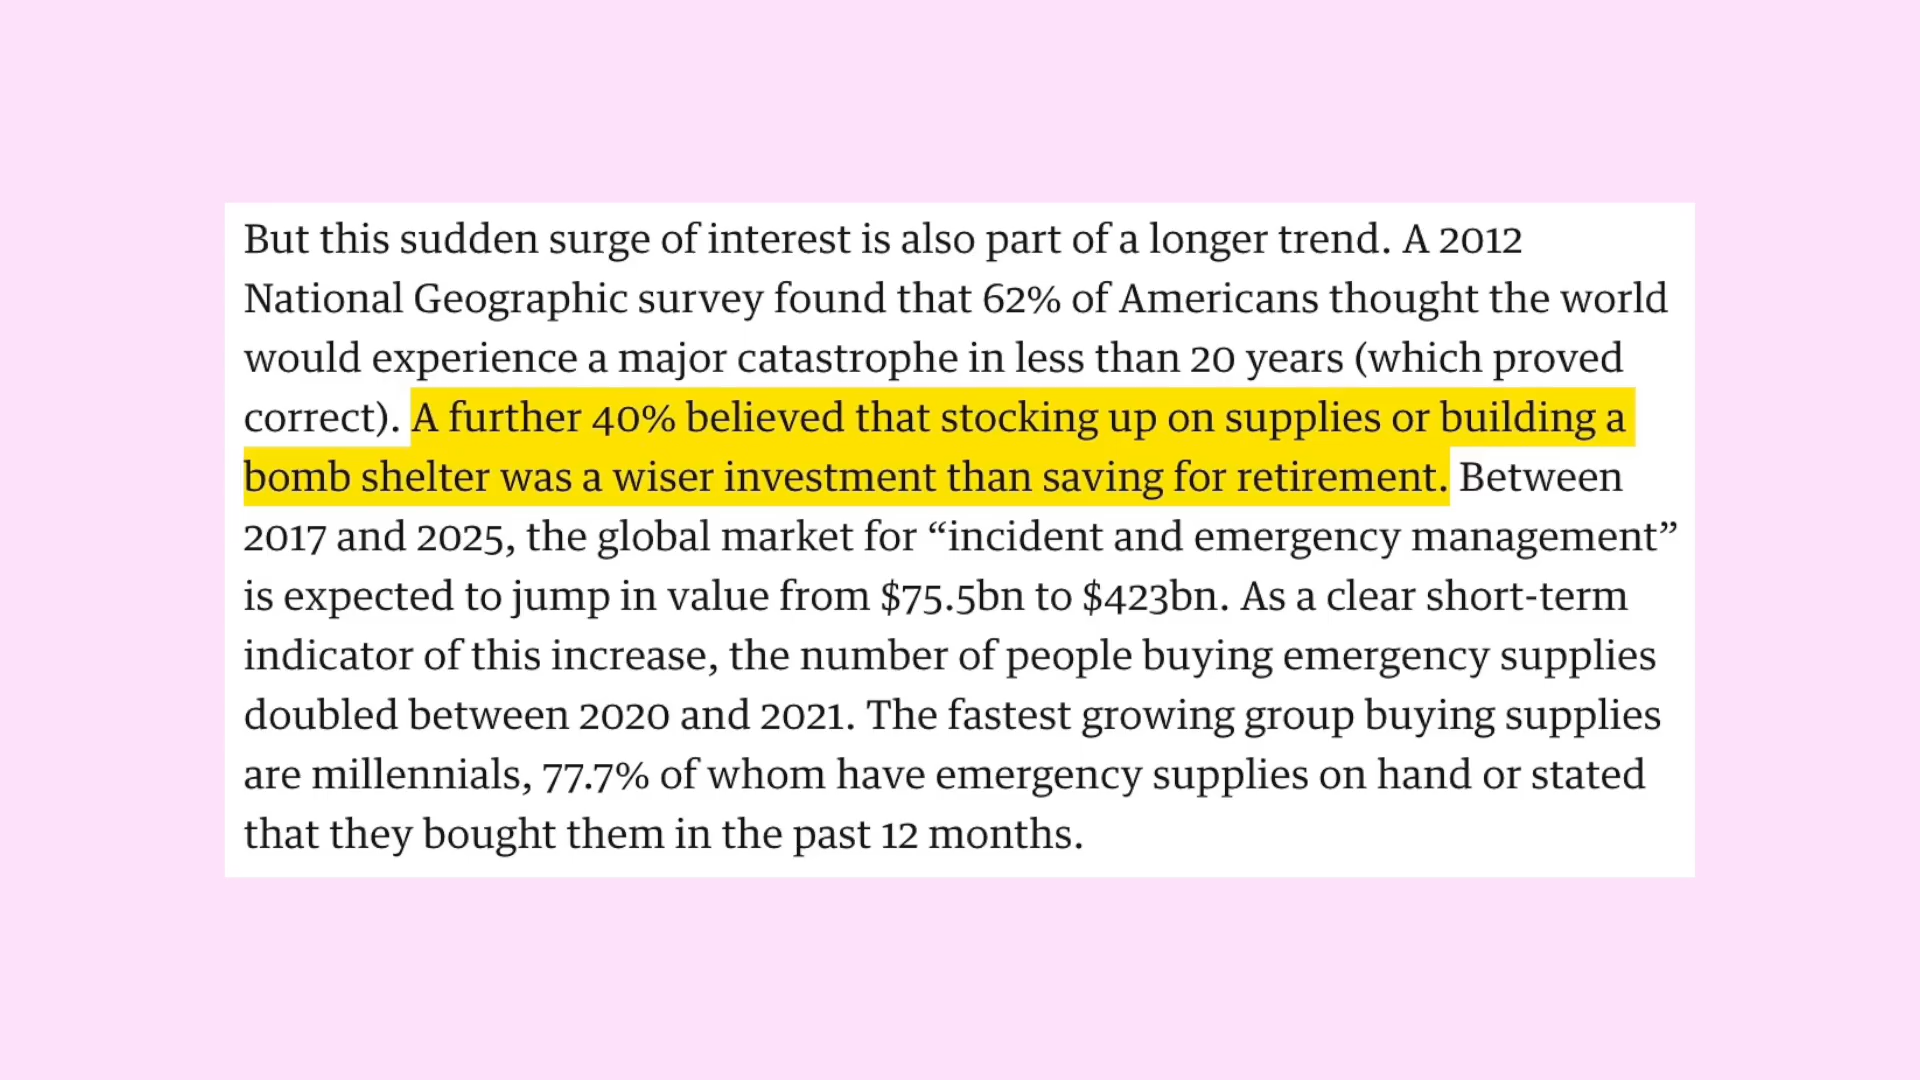 But this sudden surge of interest is also part of a longer trend. A 2012
National Geographic survey found that 62% of Americans thought the world
would experience a major catastrophe in less than 20 years (which proved
correct). A further 40% believed that stocking up on supplies or building a
bomb shelter was a wiser investment than saving for retirement. Between
2017 and 2025, the global market for “incident and emergency management”
is expected to jump in value from $75.5bn to $423bn. As a clear short-term
indicator of this increase, the number of people buying emergency supplies
doubled between 2020 and 2021. The fastest growing group buying supplies
are millennials, 77.7% of whom have emergency supplies on hand or stated
that they bought them in the past 12 months.